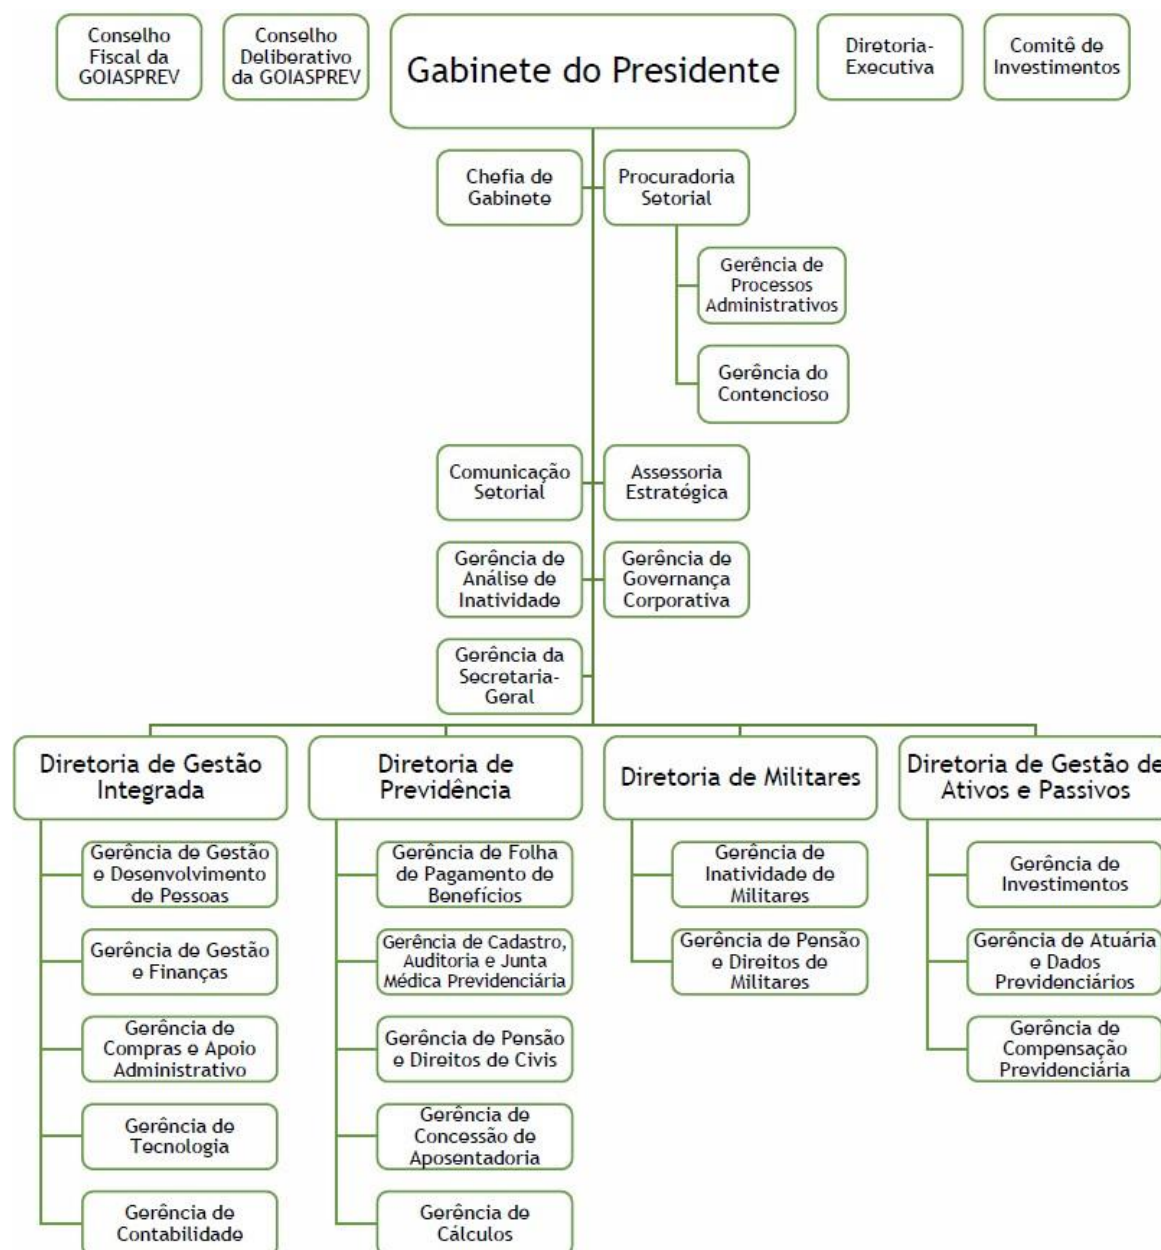 Conselho
Fiscal da
GOIASPREV
Conselho
Deliberativo
da GOIASPREV
Gabinete do Presidente
Diretoria-
Executiva
Comitê de
Investimentos
Chefia de
Gabinete
Procuradoria
Setorial
Gerência de
Processos
Administrativos
Gerência do
Contencioso
Comunicação
Setorial
Assessoria
Estratégica
Gerência de
Análise de
Inatividade
Gerência de
Governança
Corporativa
Gerência da
Secretaria-
Geral
Diretoria de Gestão
Integrada
Gerência de Gestão
e Desenvolvimento
de Pessoas
Gerência de Gestão
e Finanças
Gerência de
Compras e Apoio
Administrativo
Gerência de
Tecnologia
Gerência de
Contabilidade
Diretoria de
Previdência
Gerência de Folha
de Pagamento de
Benefícios
Gerência de Cadastro,
Auditoria e Junta
Médica Previdenciária
Gerência de Pensão
e Direitos de Civis
Gerência de
Concessão de
Aposentadoria
Gerência de
Cálculos
Diretoria de Militares
Gerência de
Inatividade de
Militares
Gerência de Pensão
e Direitos de
Militares
Diretoria de Gestão de
Ativos e Passivos
Gerência de
Investimentos
Gerência de Atuária
e Dados
Previdenciários
Gerência de
Compensação
Previdenciária